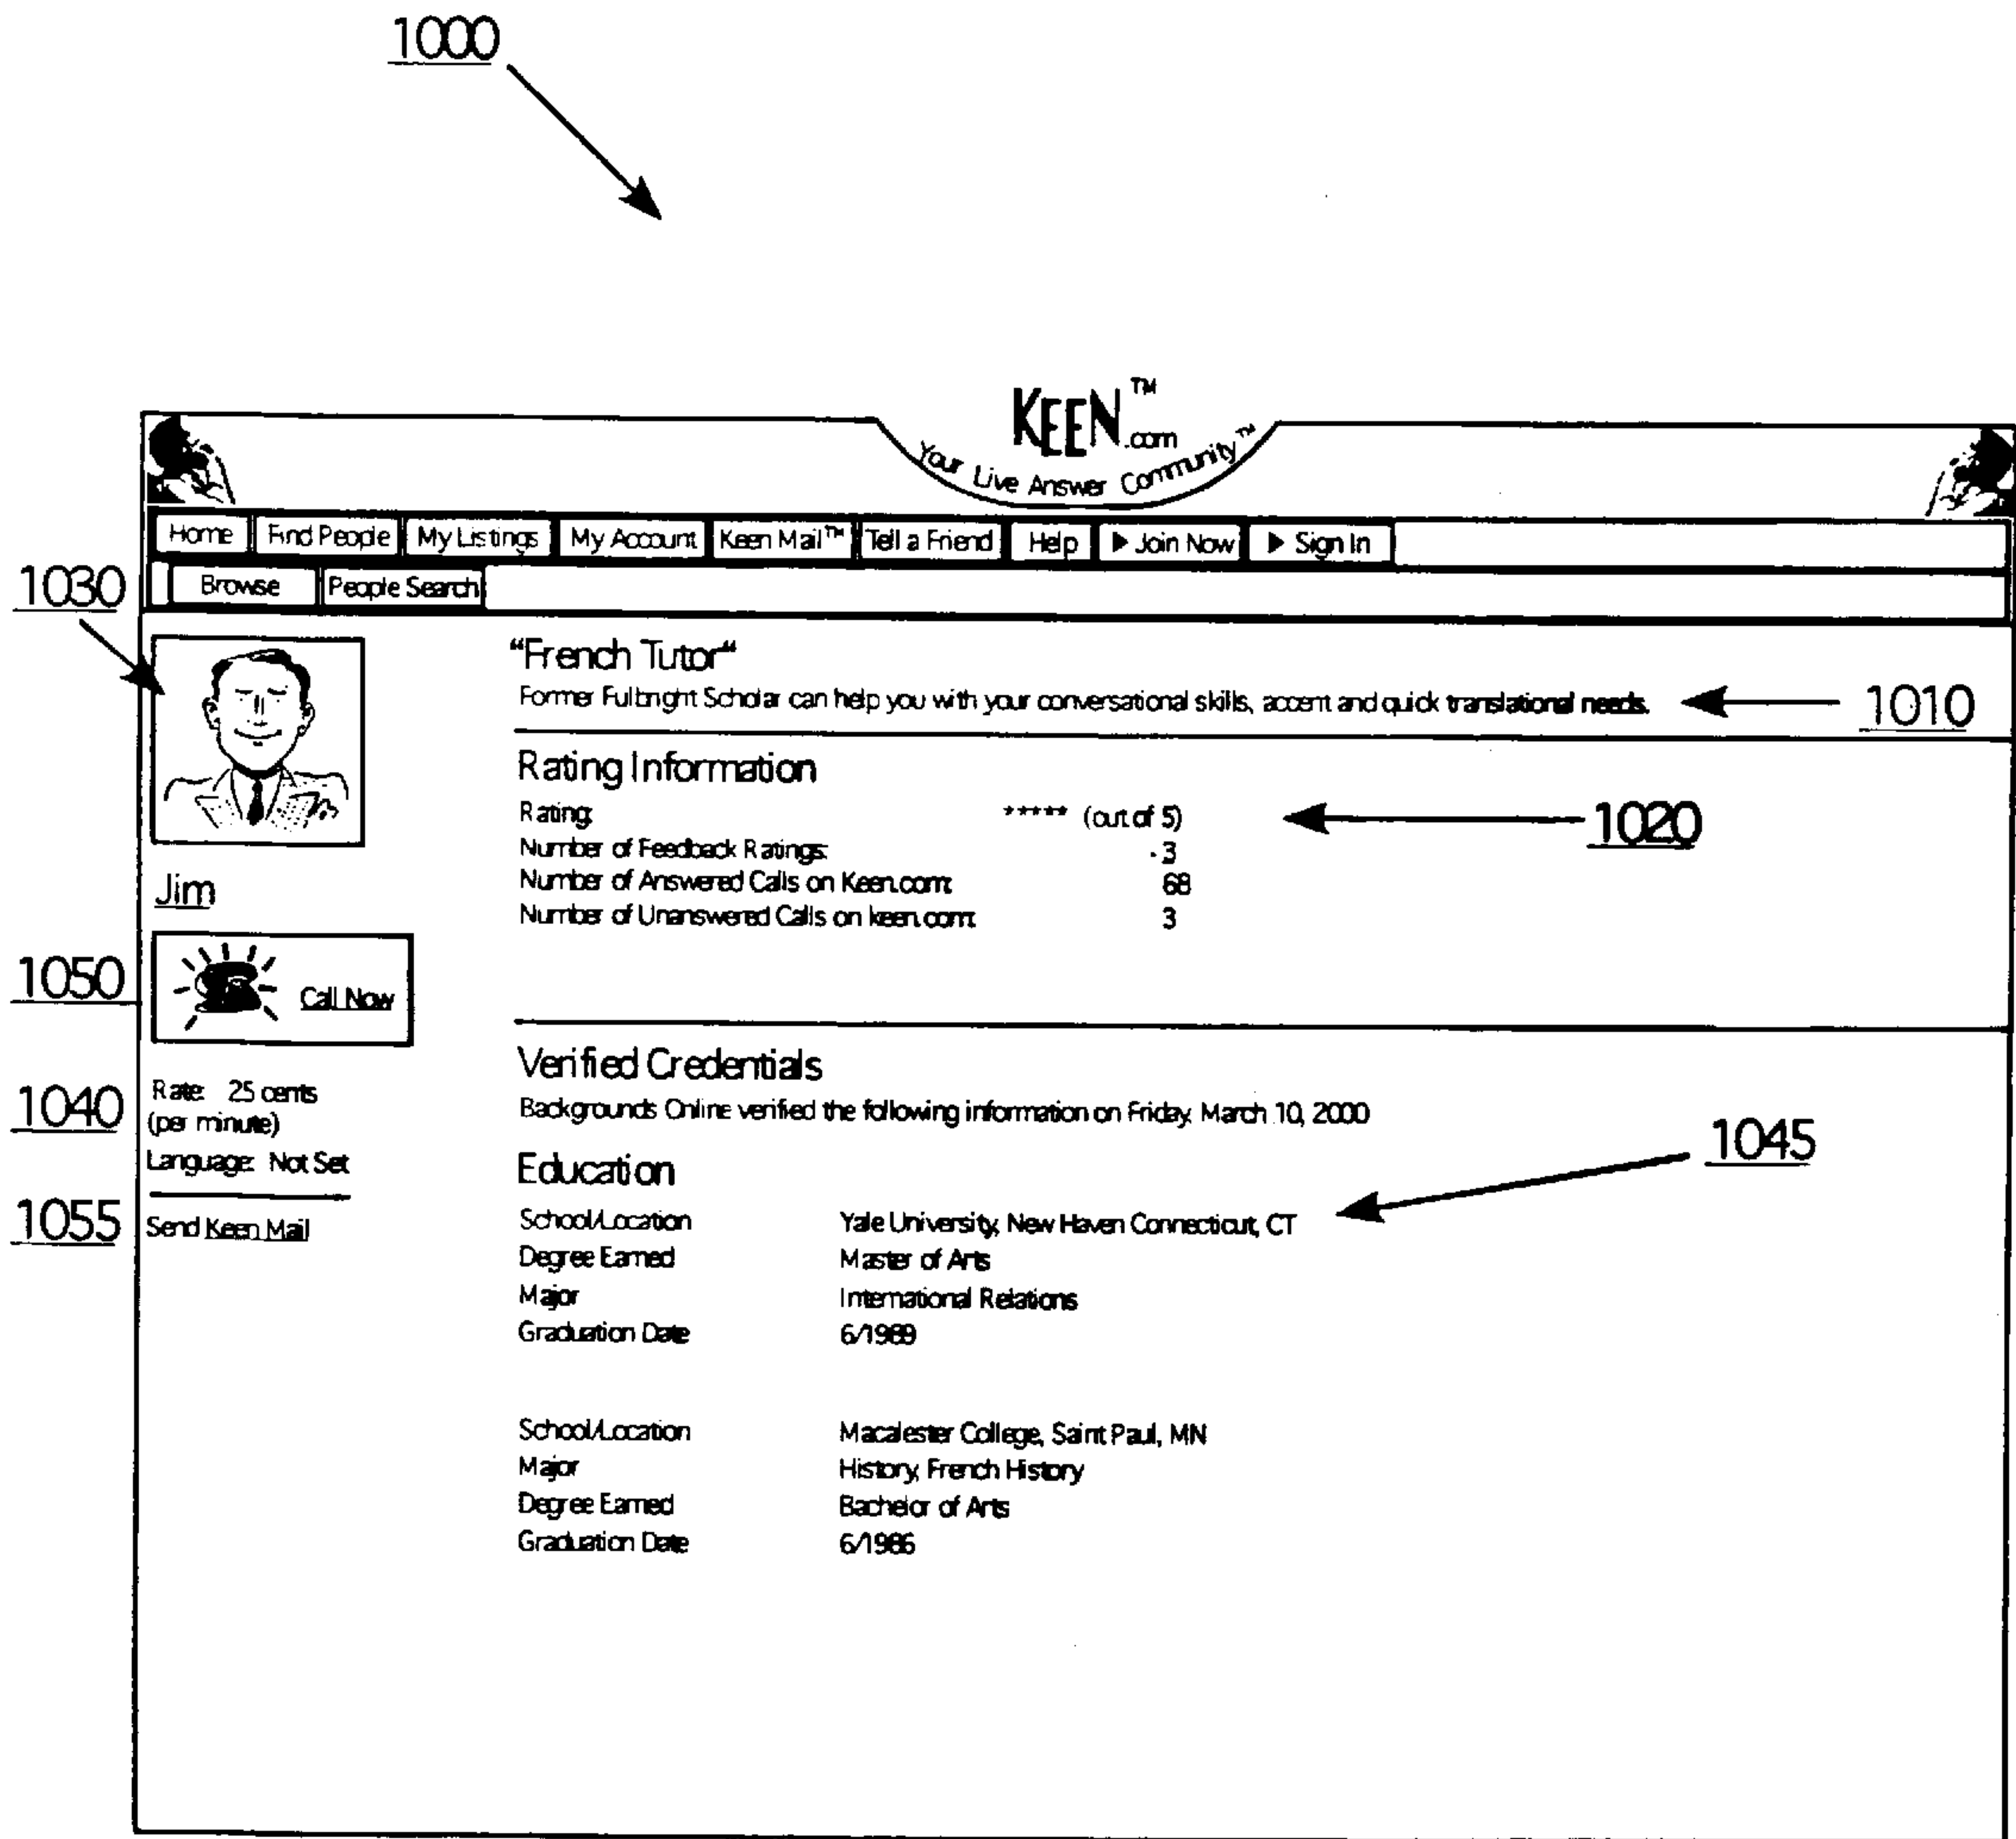 1000
KEEN™
.com
Your Live Answer Community™
Home Find People My Listings My Account Keen Mail™ Tell a Friend Help Join Now Sign In
Browse People Search
1030
"French Tutor"
Former Fulbright Scholar can help you with your conversational skills, accent and quick translational needs.
1010
Rating Information
Rating: ***** (out of 5)
1020
Number of Feedback Ratings: 3
Number of Answered Calls on Keen.com: 68
Number of Unanswered Calls on keen.com: 3
Jim
1050
Call Now
1040
Rate: 25 cents
(per minute)
Language: Not Set
1055
Send Keen Mail
Verified Credentials
Backgrounds Online verified the following information on Friday, March 10, 2000
1045
Education
School/Location Yale University, New Haven Connecticut, CT
Degree Earned Master of Arts
Major International Relations
Graduation Date 6/1989
School/Location Macalester College, Saint Paul, MN
Major History, French History
Degree Earned Bachelor of Arts
Graduation Date 6/1986